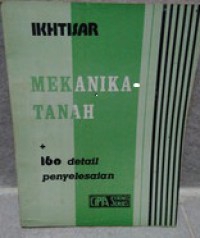 IKHTISAR
MEKANIKA-
TANAH
+
160 detail
penyelesaian